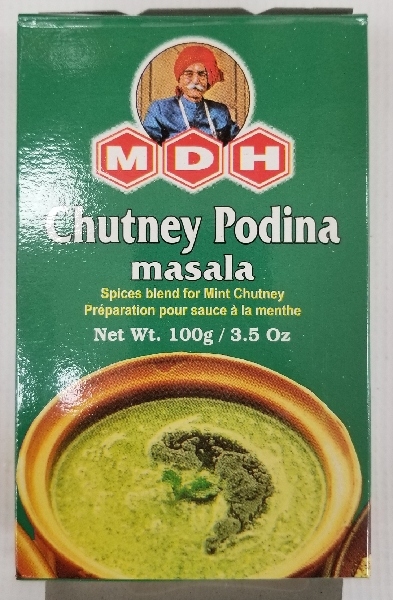 MDH
Chutney Podina
masala
Spices blend for Mint Chutney
Préparation pour sauce à la menthe
Net Wt. 100g / 3.5 Oz